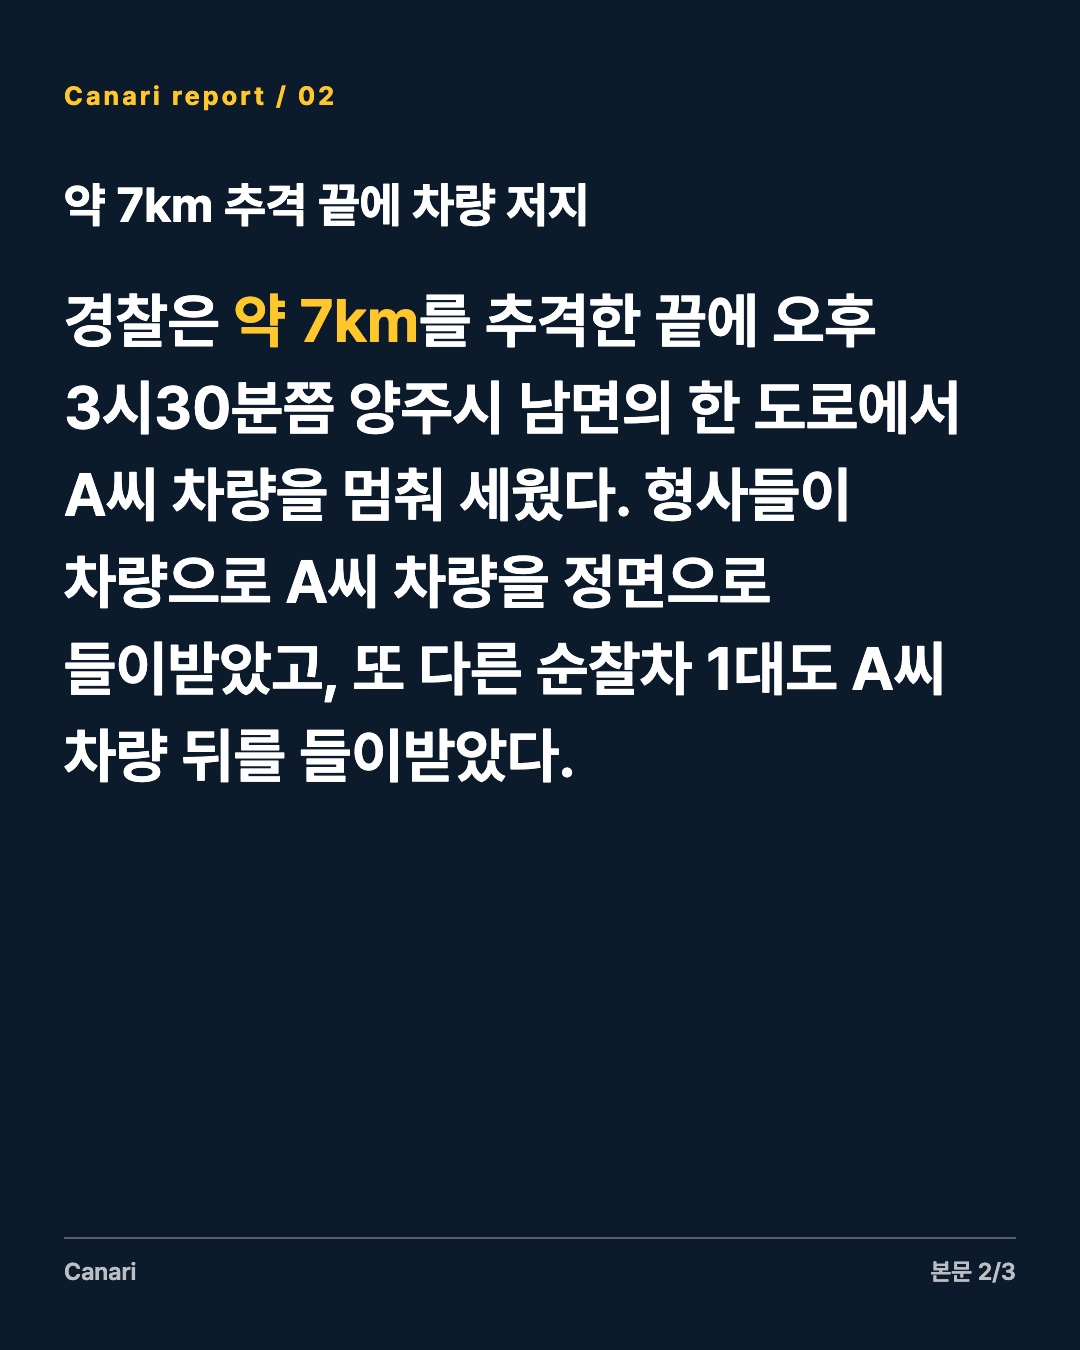 Canari report / 02
약 7km 추격 끝에 차량 저지
경찰은 약 7km를 추격한 끝에 오후
3시30분쯤 양주시 남면의 한 도로에서
A씨 차량을 멈춰 세웠다. 형사들이
차량으로 A씨 차량을 정면으로
들이받았고, 또 다른 순찰차 1대도 A씨
차량 뒤를 들이받았다.
Canari
본문 2/3